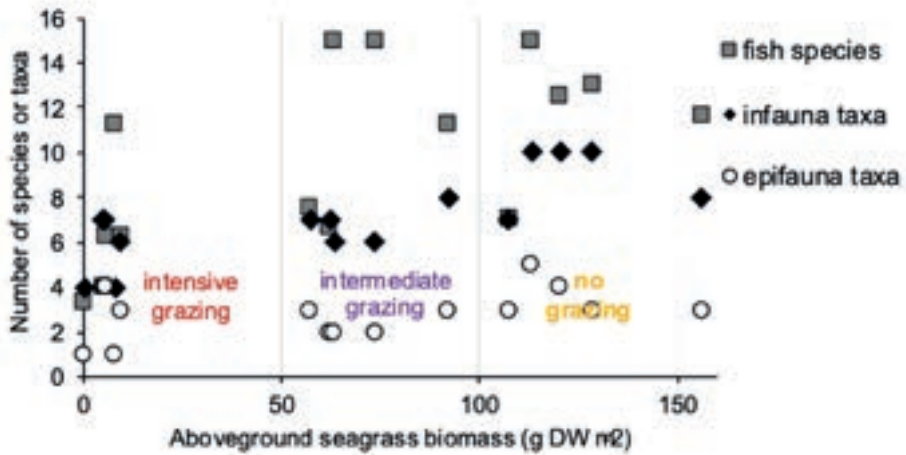 16
14
12
10
8
6
4
2
0
Number of species or taxa
fish species
infauna taxa
epifauna taxa
intensive
grazing
intermediate
grazing
no
grazing
0 50 100 150
Aboveground seagrass biomass (g DW m2)